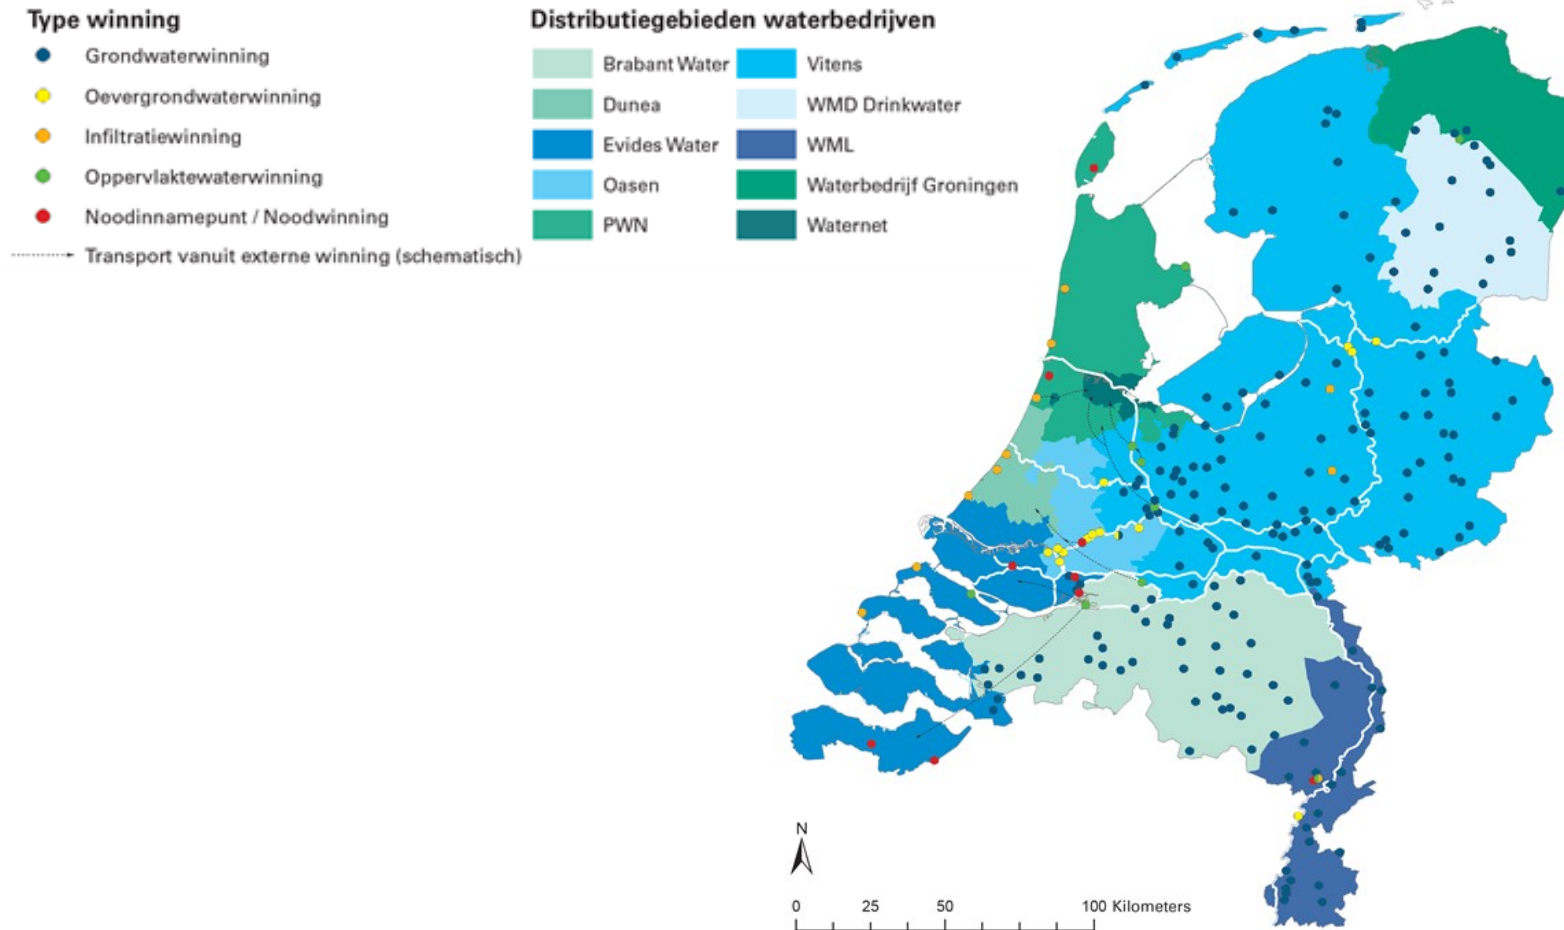 Type winning
Grondwaterwinning
Oevergrondwaterwinning
Infiltratiewinning
Oppervlaktewaterwinning
Noodinnamepunt / Noodwinning
Transport vanuit externe winning (schematisch)
Distributiegebieden waterbedrijven
Brabant Water
Dunea
Evides Water
Oasen
PWN
Vitens
WMD Drinkwater
WML
Waterbedrijf Groningen
Waternet
N
0 25 50 100 Kilometers